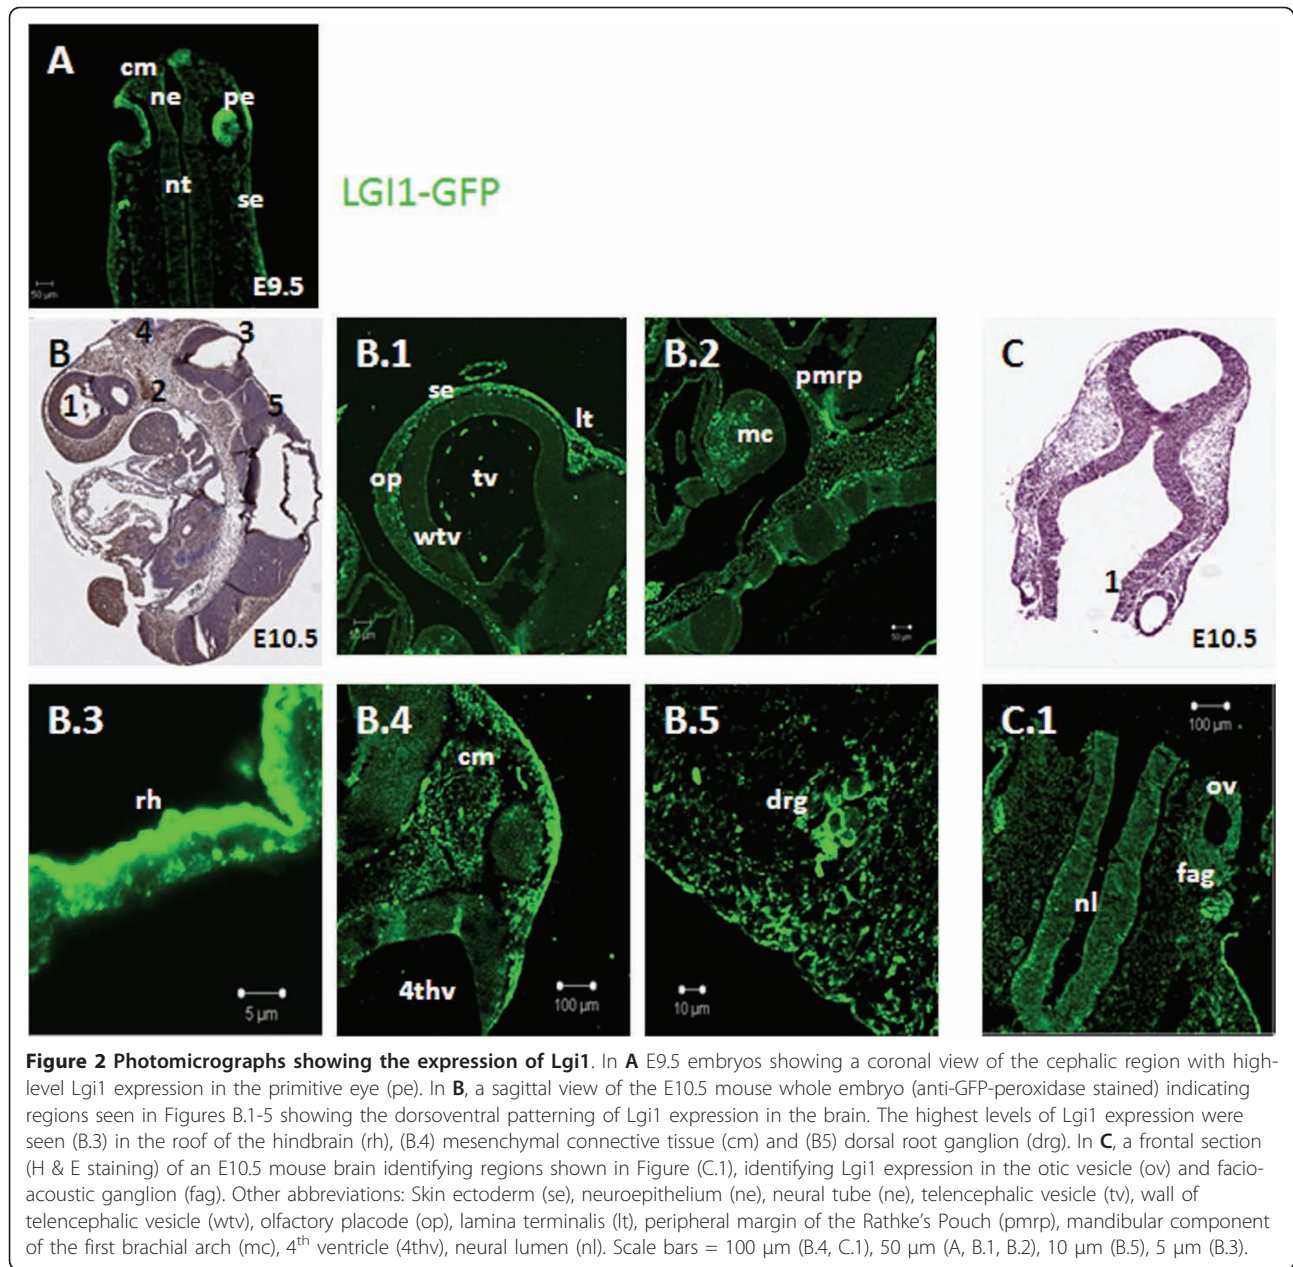 A
cm
ne
pe
nt
se
50 µm
E9.5
LGI1-GFP
B
4
3
1
2
5
E10.5
B.1
se
lt
op
tv
wtv
50 µm
B.2
pmrp
mc
50 µm
C
1
E10.5
B.3
rh
5 µm
B.4
cm
4thv
100 µm
B.5
drg
10 µm
C.1
100 µm
ov
fag
nl
Figure 2 Photomicrographs showing the expression of Lgi1. In A E9.5 embryos showing a coronal view of the cephalic region with high-
level Lgi1 expression in the primitive eye (pe). In B, a sagittal view of the E10.5 mouse whole embryo (anti-GFP-peroxidase stained) indicating
regions seen in Figures B.1-5 showing the dorsoventral patterning of Lgi1 expression in the brain. The highest levels of Lgi1 expression were
seen (B.3) in the roof of the hindbrain (rh), (B.4) mesenchymal connective tissue (cm) and (B5) dorsal root ganglion (drg). In C, a frontal section
(H & E staining) of an E10.5 mouse brain identifying regions shown in Figure (C.1), identifying Lgi1 expression in the otic vesicle (ov) and facio-
acoustic ganglion (fag). Other abbreviations: Skin ectoderm (se), neuroepithelium (ne), neural tube (ne), telencephalic vesicle (tv), wall of
telencephalic vesicle (wtv), olfactory placode (op), lamina terminalis (lt), peripheral margin of the Rathke's Pouch (pmrp), mandibular component
of the first brachial arch (mc), 4th ventricle (4thv), neural lumen (nl). Scale bars = 100 µm (B.4, C.1), 50 µm (A, B.1, B.2), 10 µm (B.5), 5 µm (B.3).